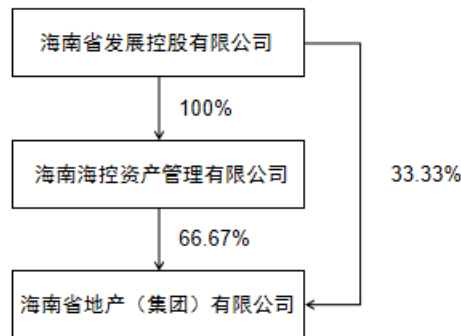 海南省发展控股有限公司
100%
海南海控资产管理有限公司
33.33%
66.67%
海南省地产（集团）有限公司